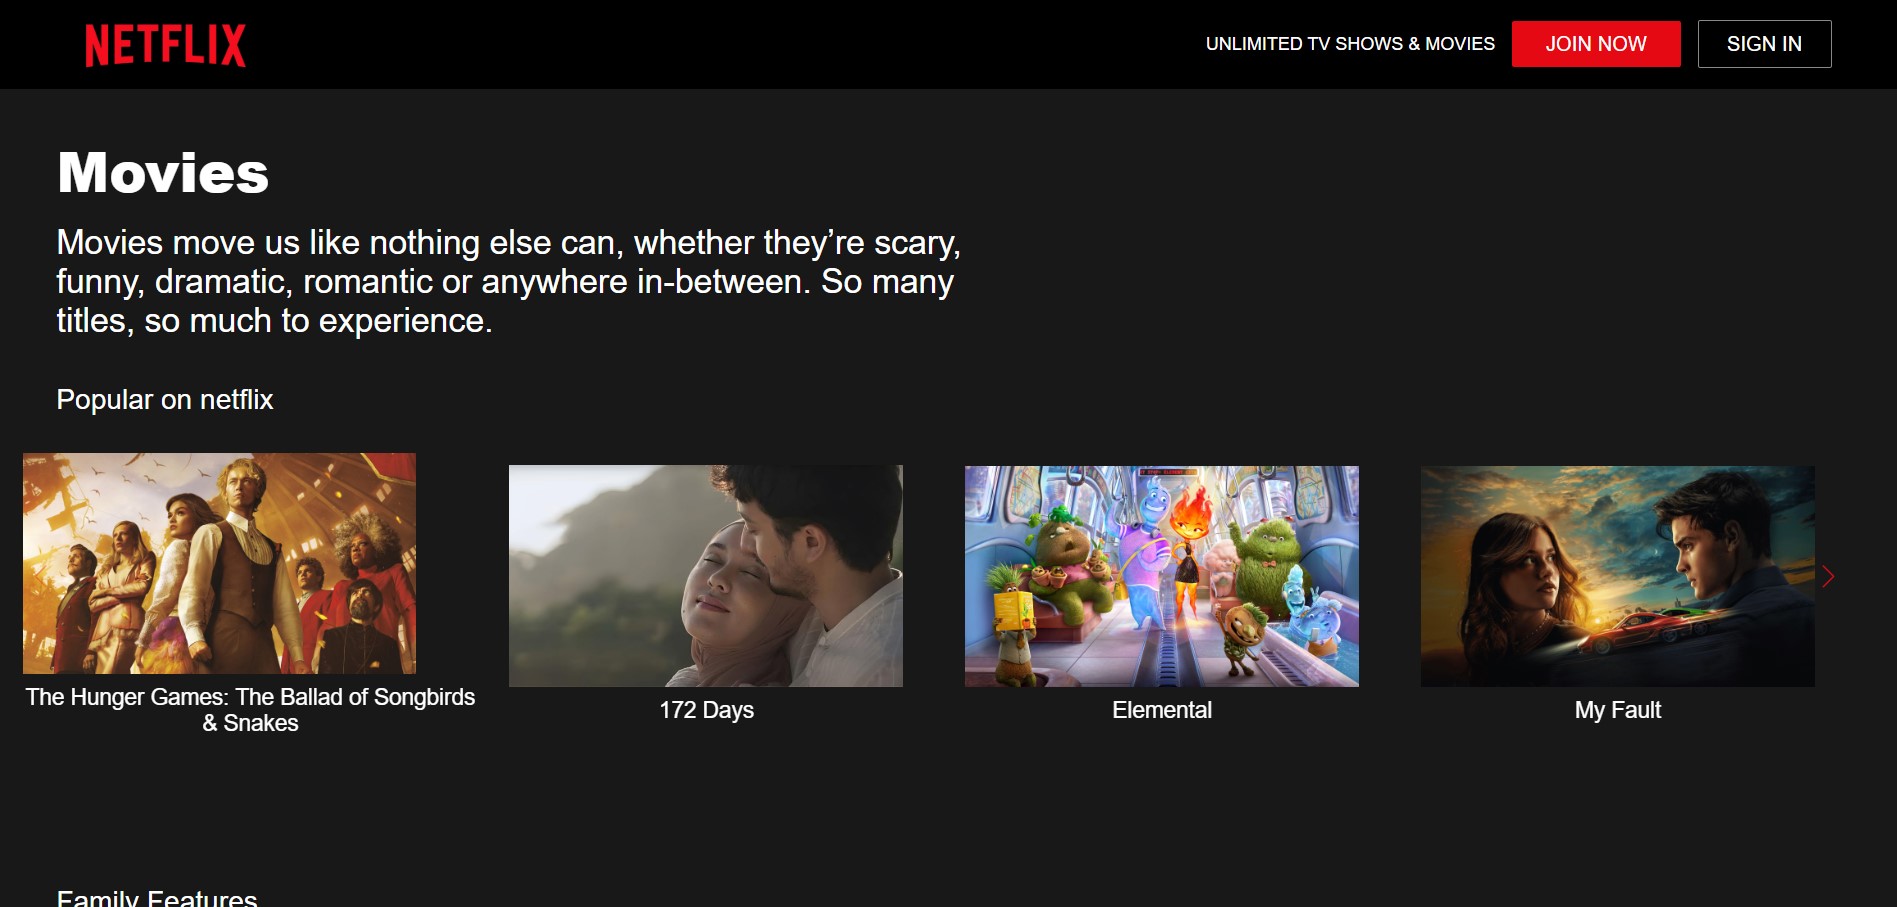 NETFLIX
UNLIMITED TV SHOWS & MOVIES
JOIN NOW
SIGN IN
Movies
Movies move us like nothing else can, whether they’re scary,
funny, dramatic, romantic or anywhere in-between. So many
titles, so much to experience.
Popular on netflix
The Hunger Games: The Ballad of Songbirds
& Snakes
172 Days
Elemental
My Fault
Family Features